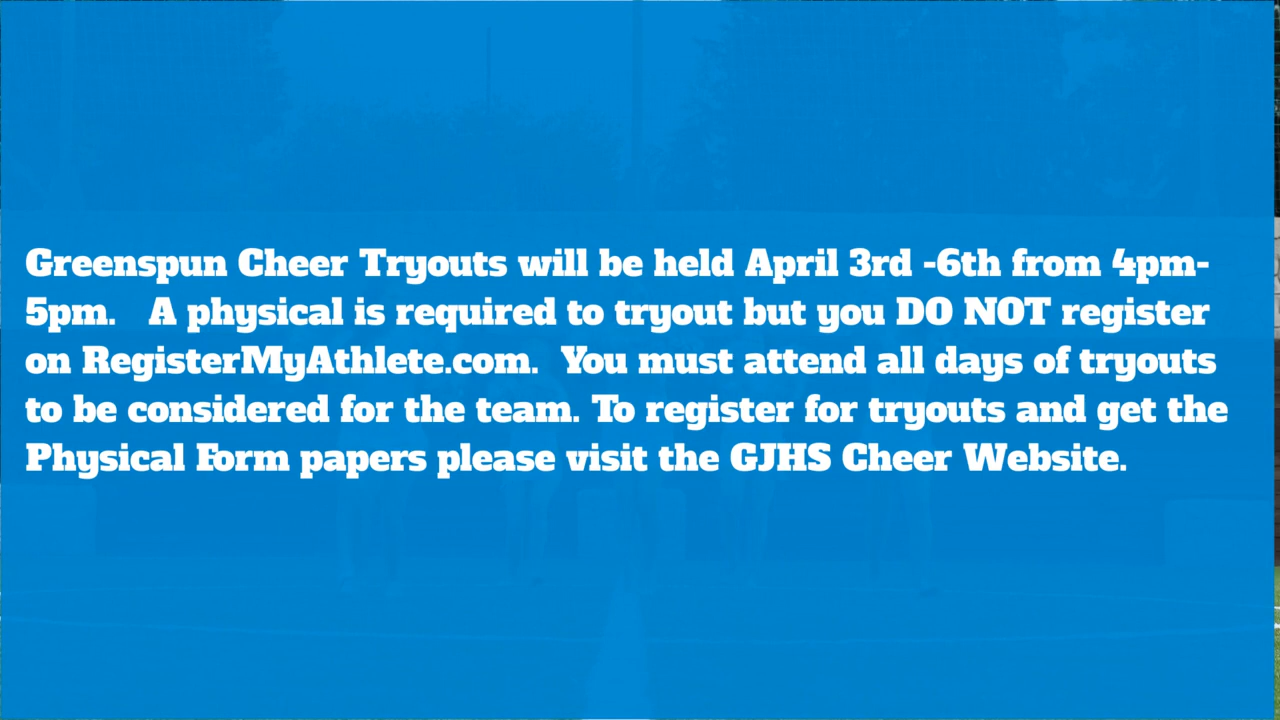 Greenspun Cheer Tryouts will be held April 3rd -6th from 4pm-
5pm.   A physical is required to tryout but you DO NOT register
on RegisterMyAthlete.com.  You must attend all days of tryouts
to be considered for the team. To register for tryouts and get the
Physical Form papers please visit the GJHS Cheer Website.